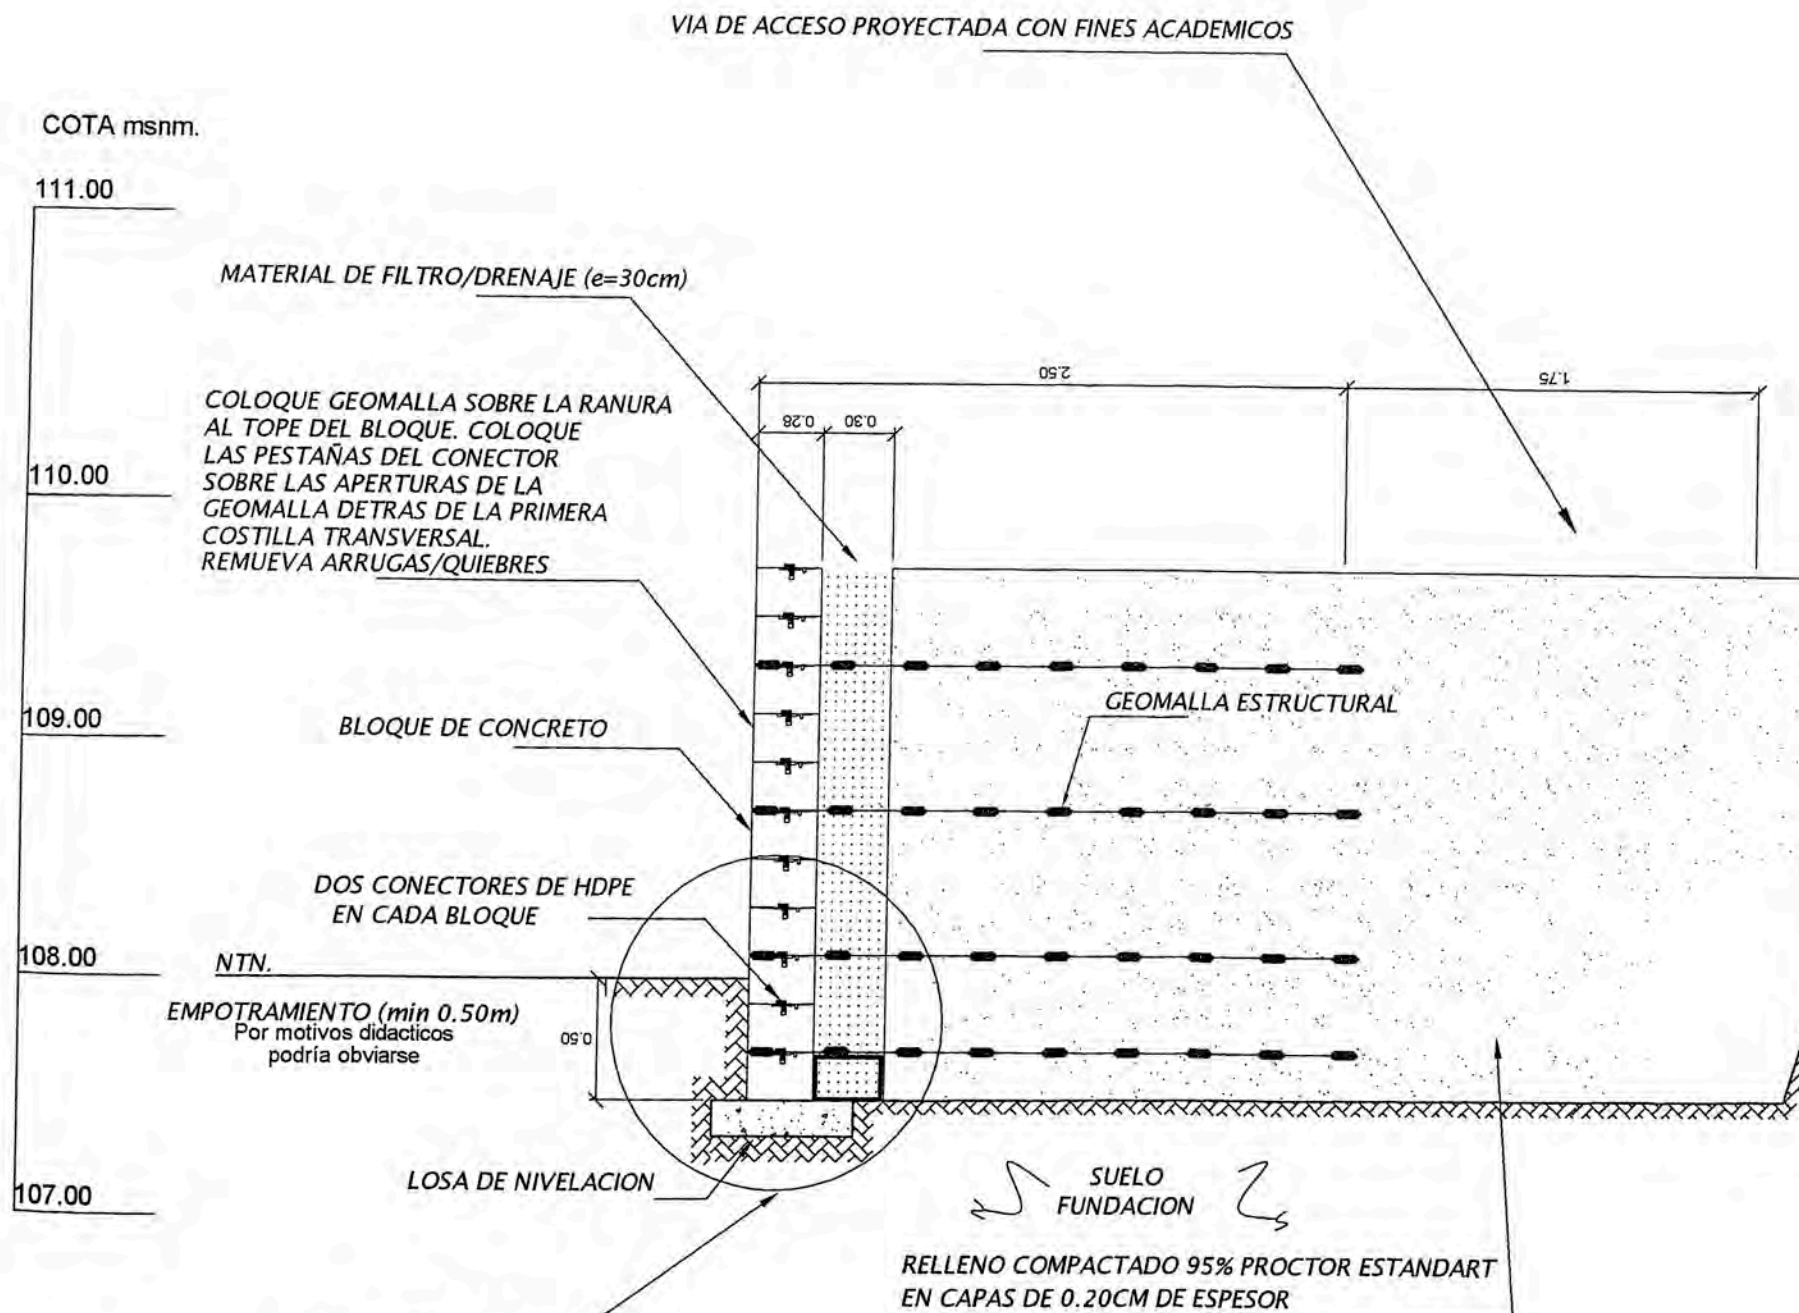 VIA DE ACCESO PROYECTADA CON FINES ACADEMICOS
COTA msnm.
111.00
MATERIAL DE FILTRO/DRENAJE (e=30cm)
2.50
1.75
COLOQUE GEOMALLA SOBRE LA RANURA
AL TOPE DEL BLOQUE. COLOQUE
LAS PESTAÑAS DEL CONECTOR
SOBRE LAS APERTURAS DE LA
GEOMALLA DETRAS DE LA PRIMERA
COSTILLA TRANSVERSAL.
REMUEVA ARRUGAS/QUIEBRES
0.28
0.30
110.00
GEOMALLA ESTRUCTURAL
109.00
BLOQUE DE CONCRETO
DOS CONECTORES DE HDPE
EN CADA BLOQUE
108.00
NTN.
EMPOTRAMIENTO (min 0.50m)
Por motivos didacticos
podría obviarse
0.50
LOSA DE NIVELACION
107.00
SUELO
FUNDACION
RELLENO COMPACTADO 95% PROCTOR ESTANDART
EN CAPAS DE 0.20CM DE ESPESOR